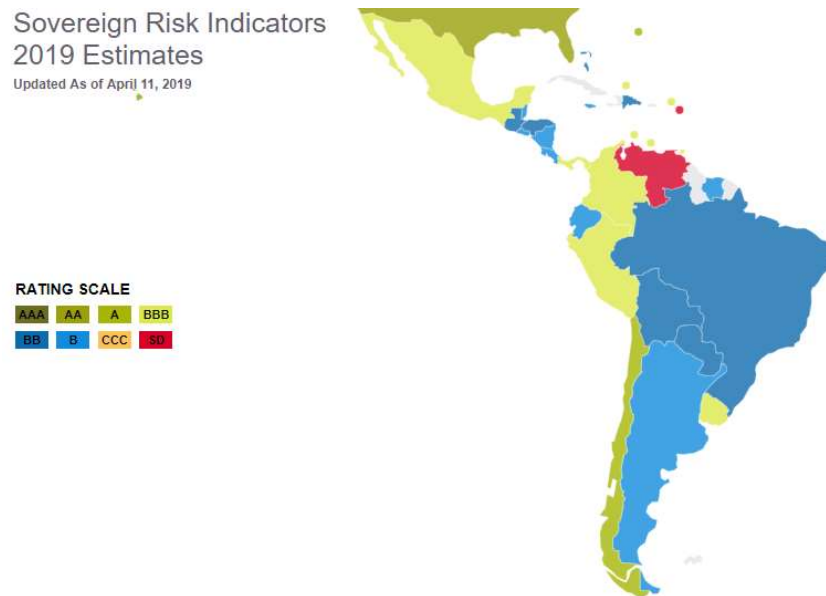 Sovereign Risk Indicators
2019 Estimates
Updated As of April 11, 2019
RATING SCALE
AAA AA A BBB
BB B CCC SD